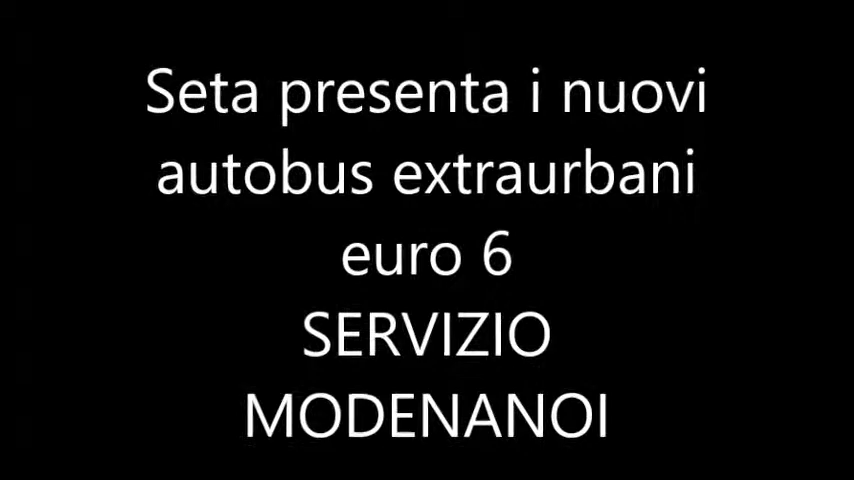 Seta presenta i nuovi
autobus extraurbani
euro 6
SERVIZIO
MODENANOI